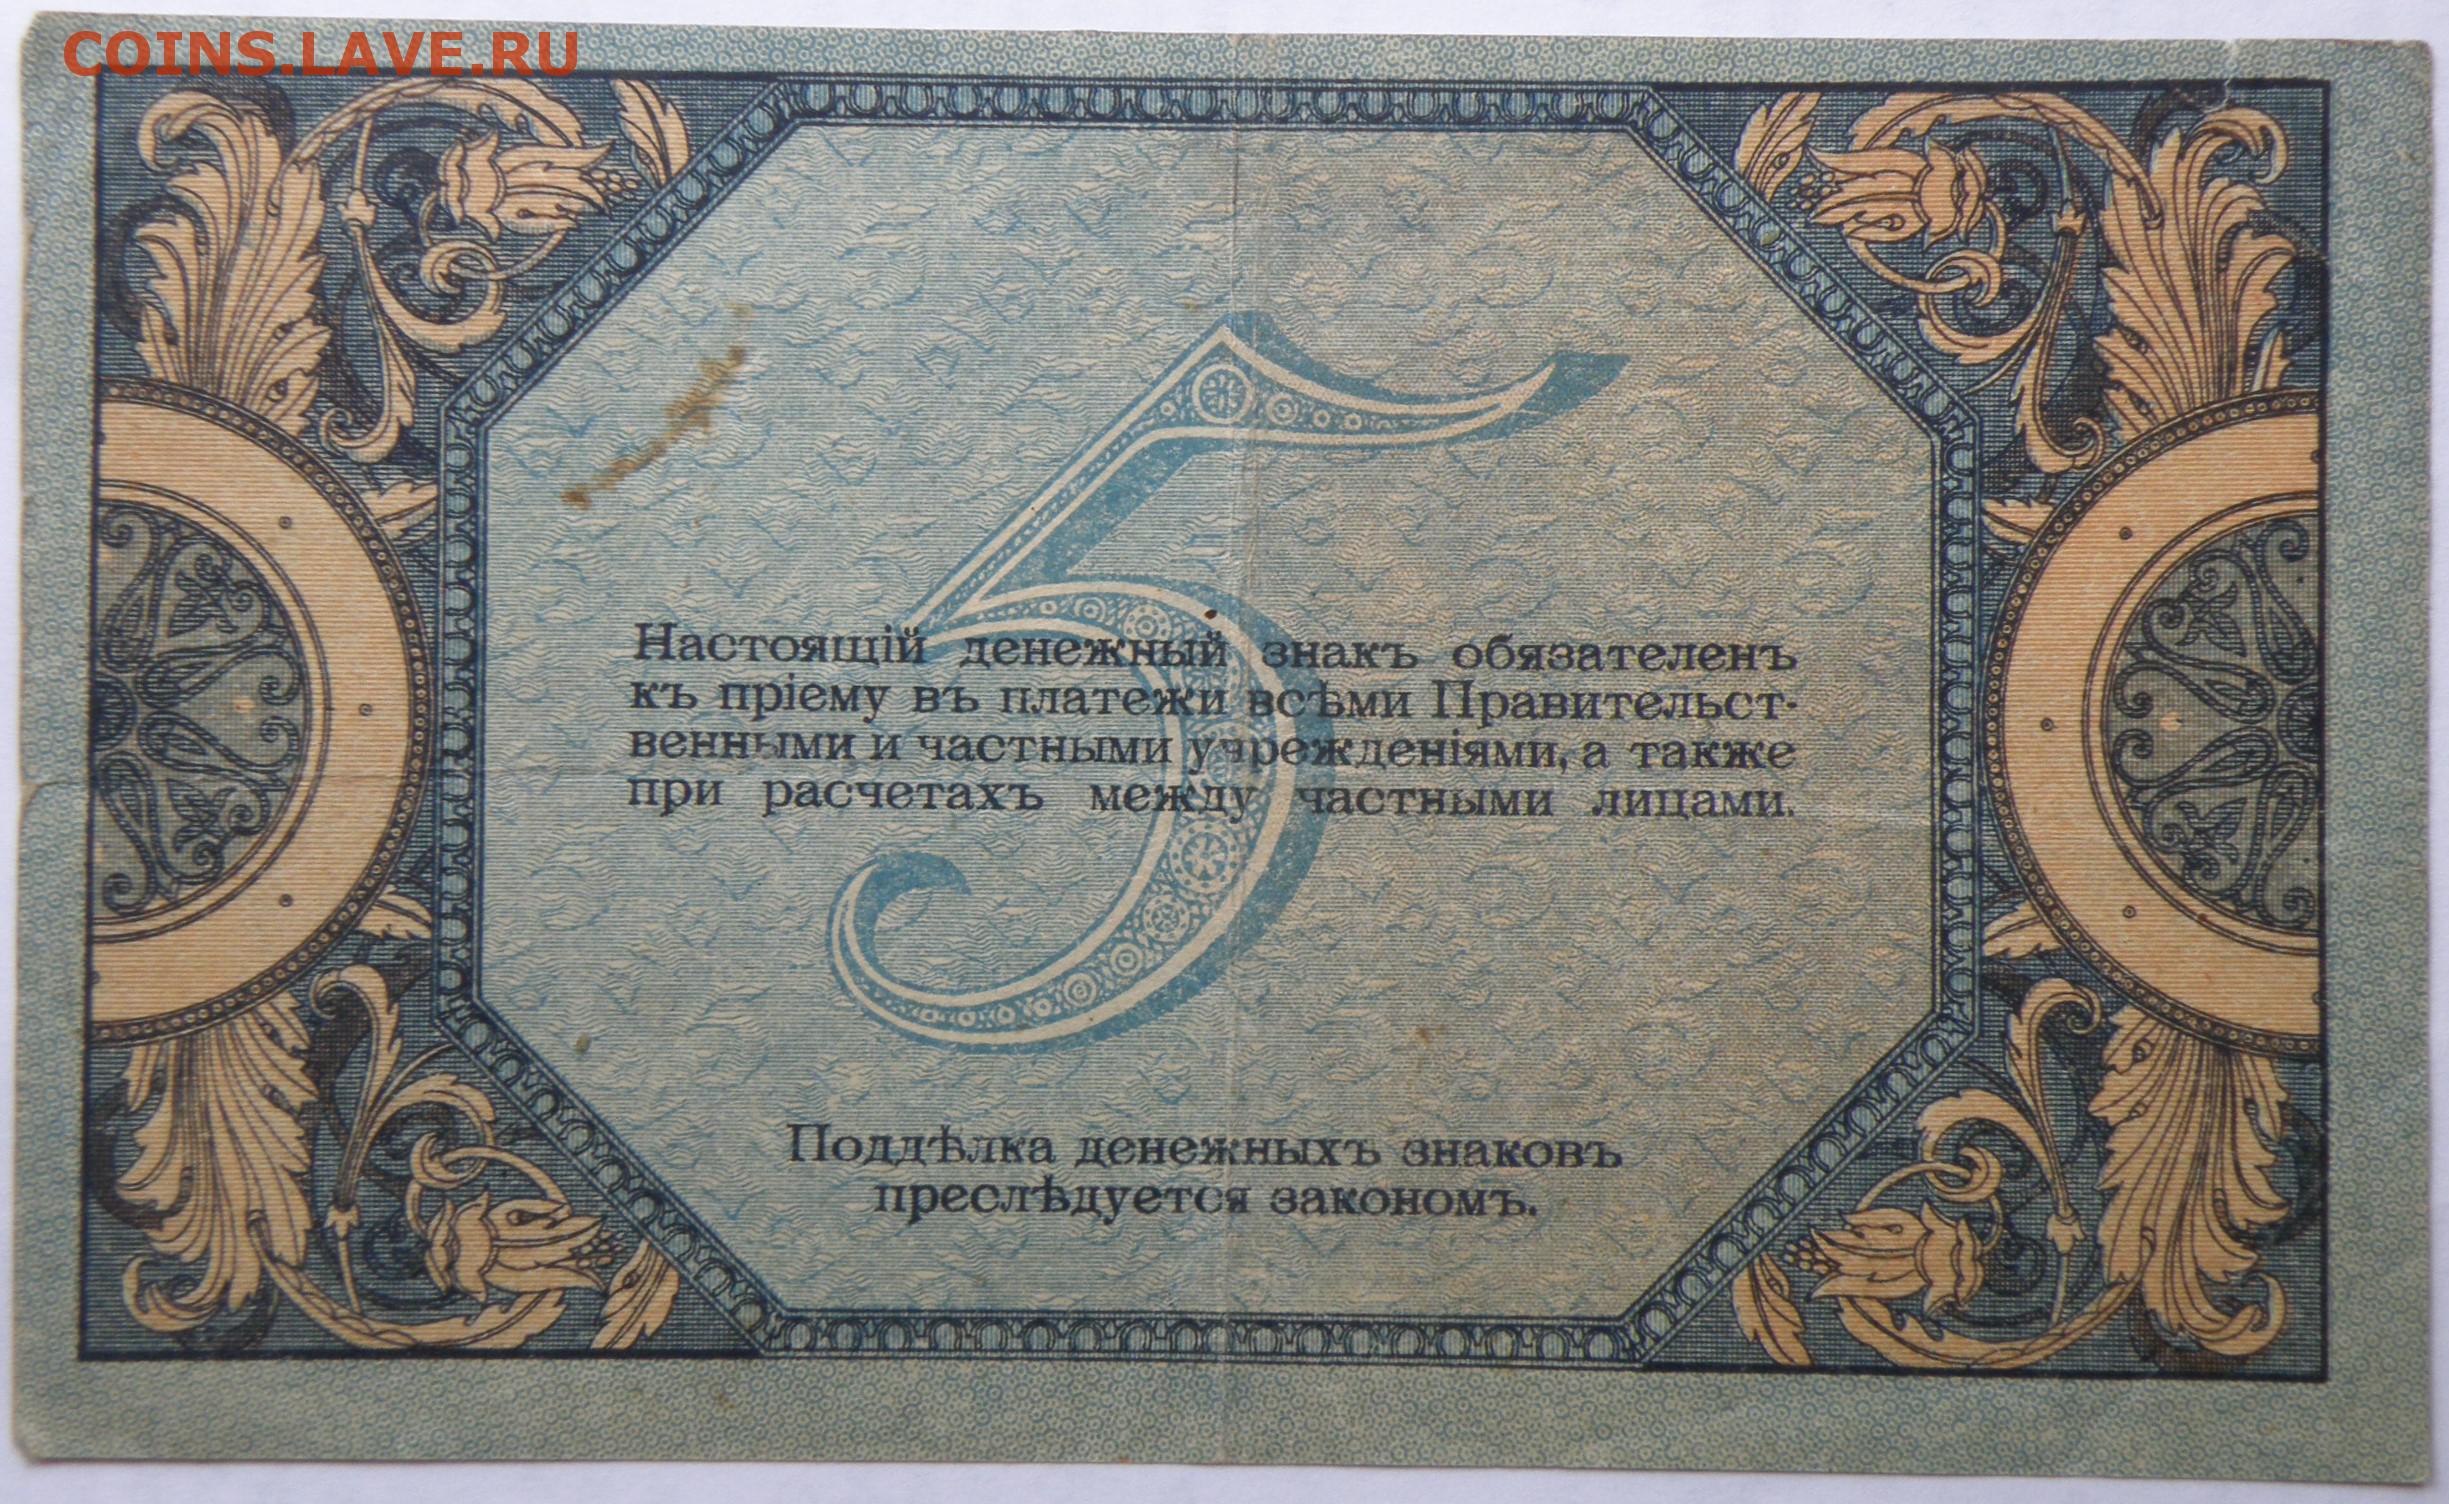 COINS.LAVE.RU
5
Настоящій денежный знакъ обязателенъ
къ пріему въ платежи всѣми Правительст-
венными и частными учрежденіями, а также
при расчетахъ между частными лицами.
Поддѣлка денежныхъ знаковъ
преслѣдуется закономъ.